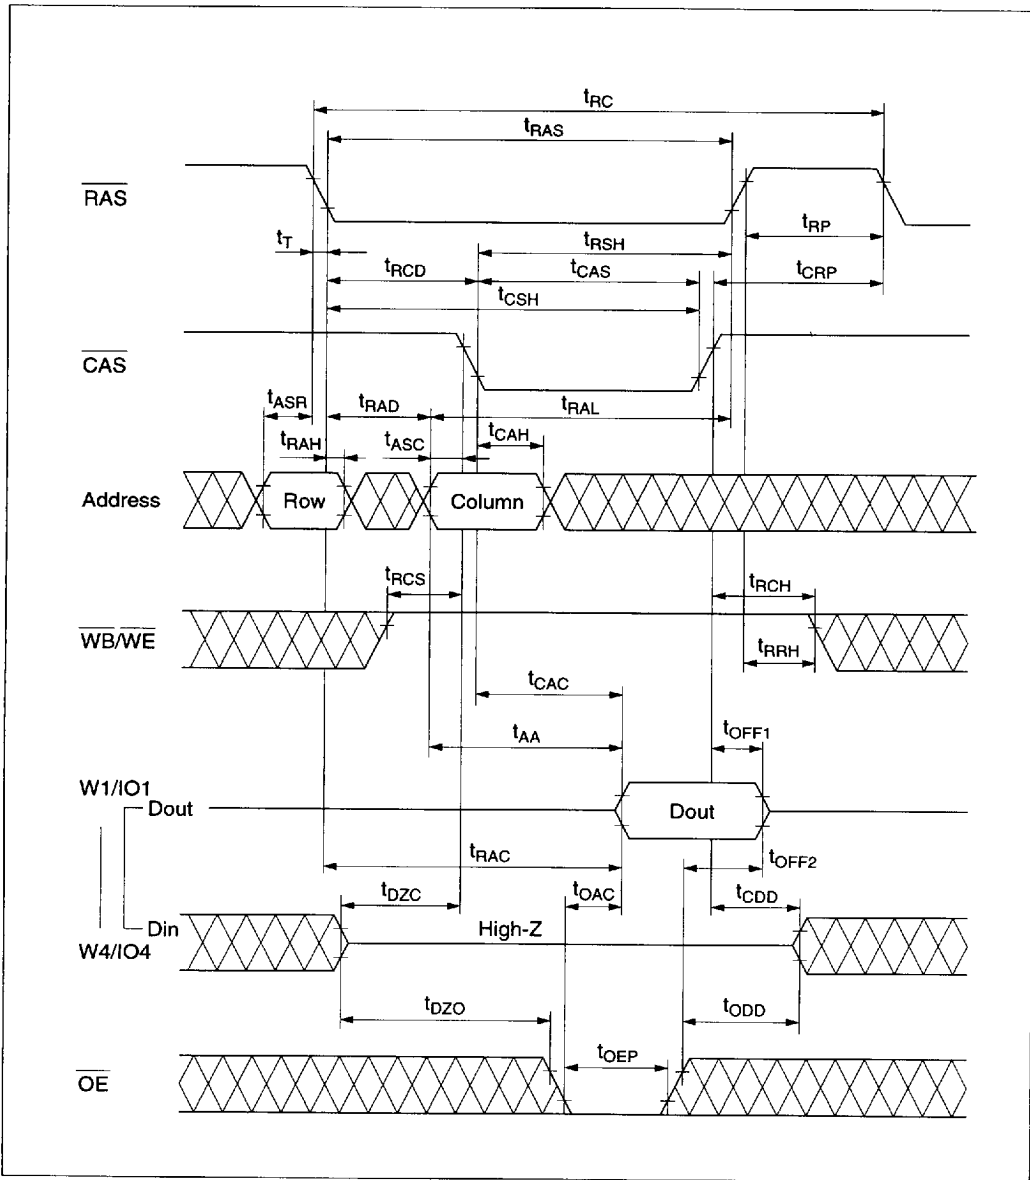 tRC
tRAS
RAS
tRP
tT
tRSH
tRCD
tCAS
tCRP
tCSH
CAS
tASR
tRAD
tRAL
tRAH
tASC
tCAH
Address
Row
Column
tRCS
tRCH
WB/WE
tRRH
tCAC
tAA
tOFF1
W1/IO1
Dout
Dout
tRAC
tOFF2
tDZC
tOAC
tCDD
Din
High-Z
W4/IO4
tDZO
tODD
tOEP
OE